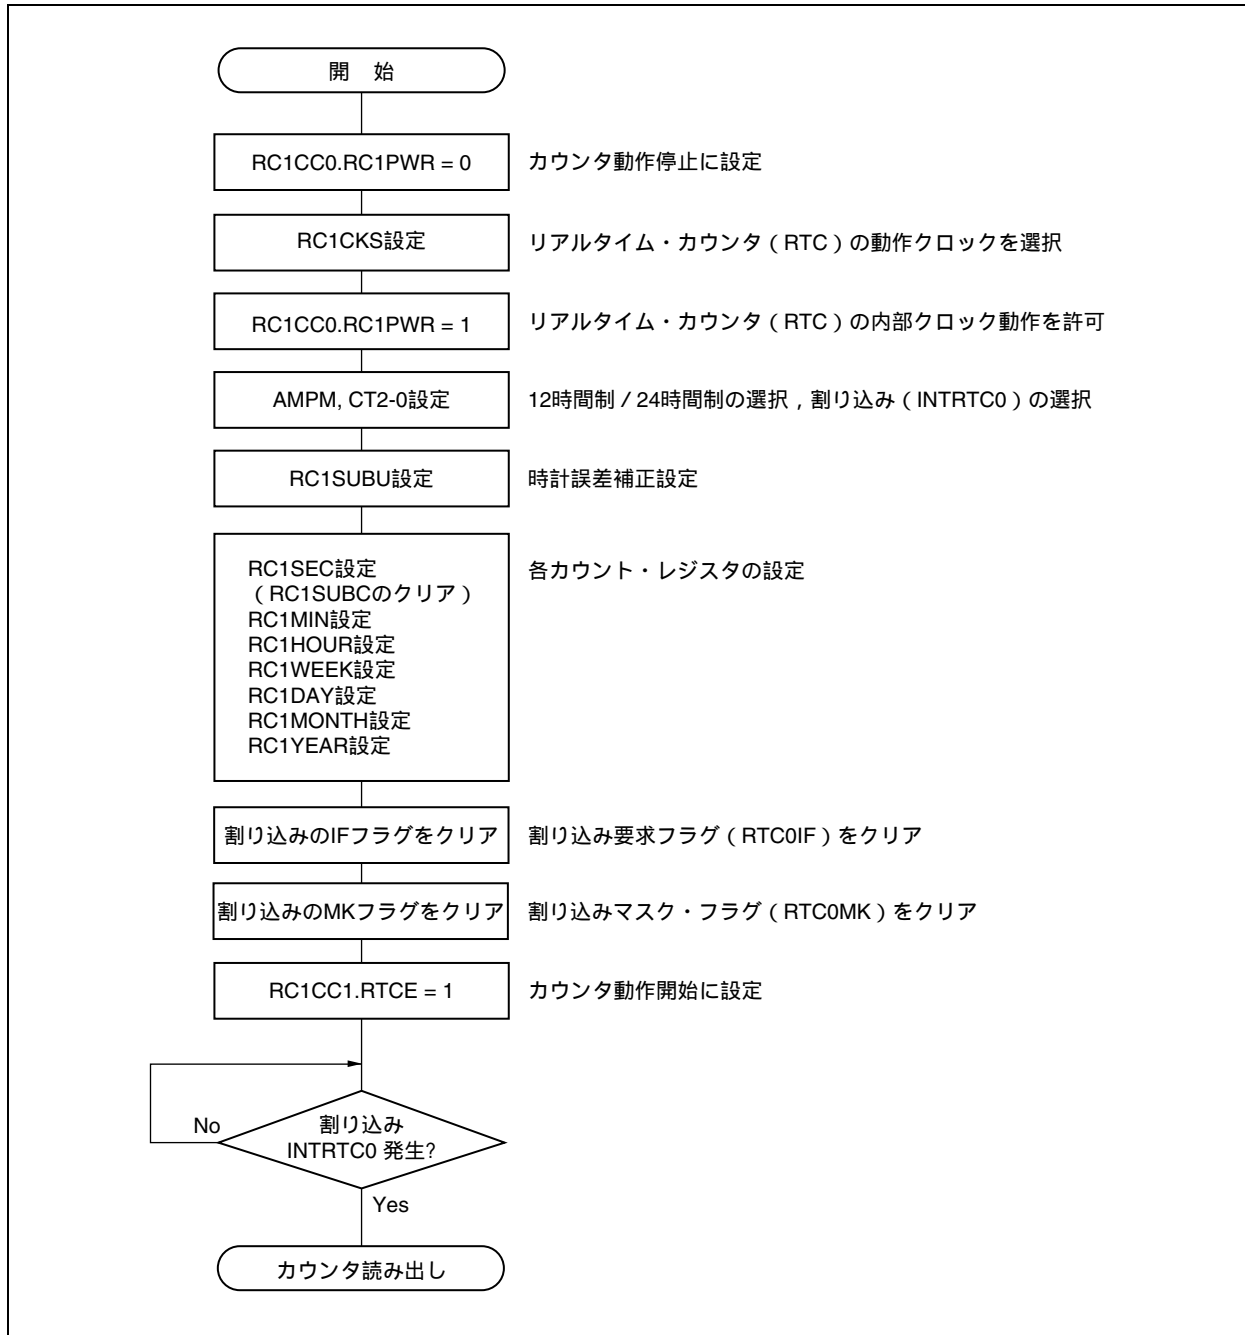 開 始
RC1CC0.RC1PWR = 0
カウンタ動作停止に設定
RC1CKS設定
リアルタイム・カウンタ（RTC）の動作クロックを選択
RC1CC0.RC1PWR = 1
リアルタイム・カウンタ（RTC）の内部クロック動作を許可
AMPM, CT2-0設定
12時間制 / 24時間制の選択，割り込み（INTRTC0）の選択
RC1SUBU設定
時計誤差補正設定
RC1SEC設定
（RC1SUBCのクリア）
RC1MIN設定
RC1HOUR設定
RC1WEEK設定
RC1DAY設定
RC1MONTH設定
RC1YEAR設定
各カウント・レジスタの設定
割り込みのIFフラグをクリア
割り込み要求フラグ（RTC0IF）をクリア
割り込みのMKフラグをクリア
割り込みマスク・フラグ（RTC0MK）をクリア
RC1CC1.RTCE = 1
カウンタ動作開始に設定
No
割り込み
INTRTC0 発生?
Yes
カウンタ読み出し